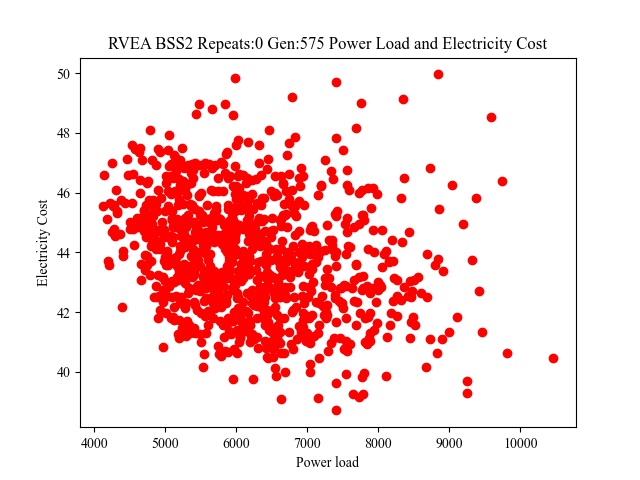 RVEA BSS2 Repeats:0 Gen:575 Power Load and Electricity Cost
50
48
46
44
42
40
Electricity Cost
4000 5000 6000 7000 8000 9000 10000
Power load